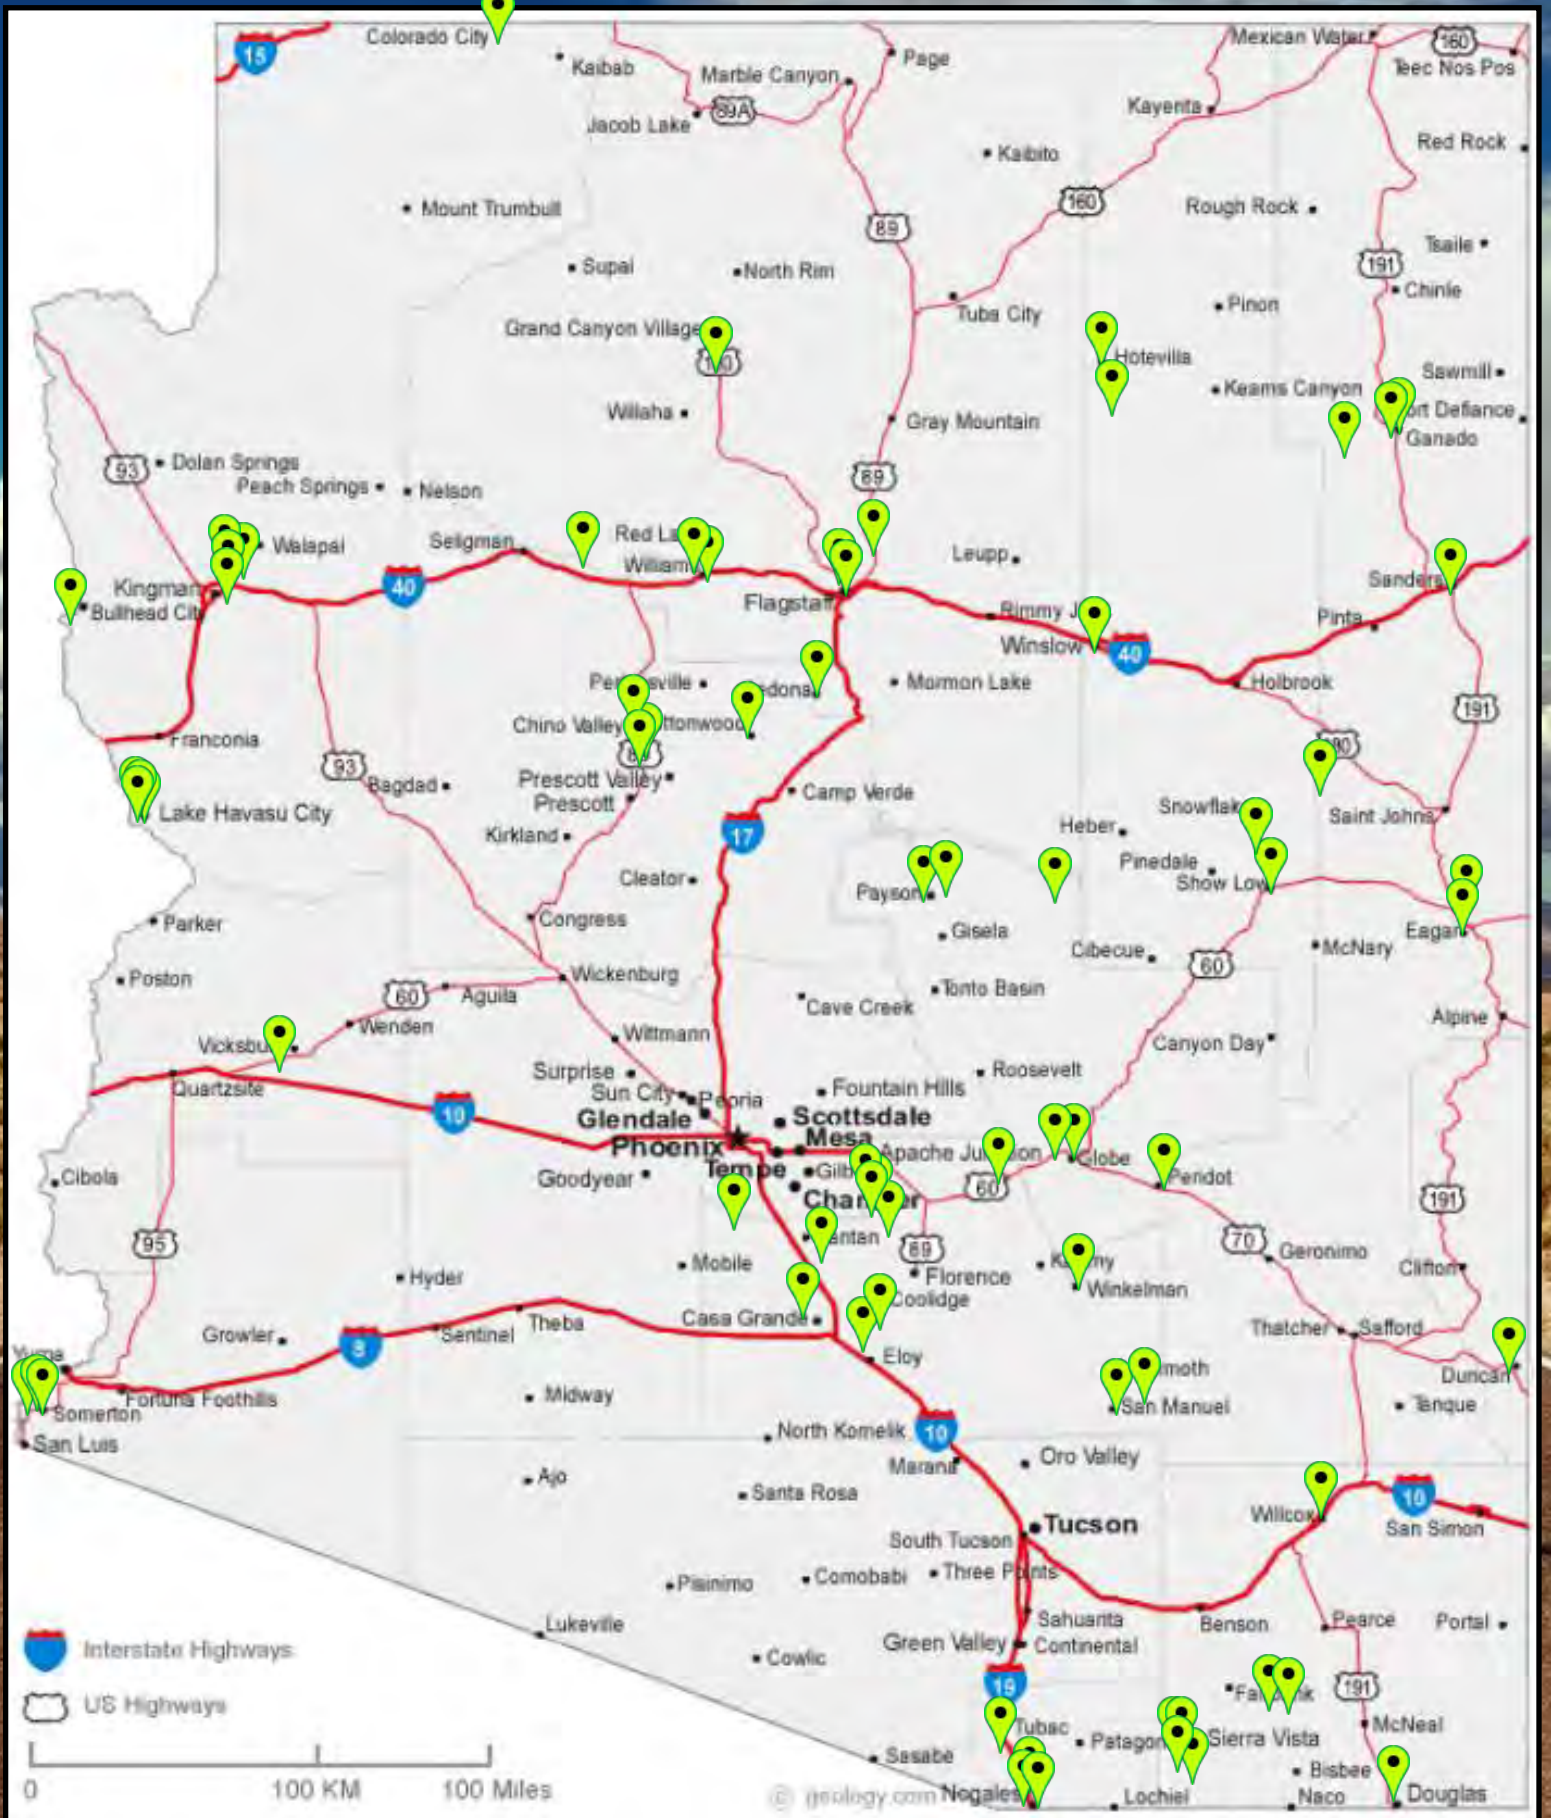 Colorado City
15
Kaibab
Marble Canyon
Page
Mexican Water
160
Teec Nos Pos
Jacob Lake
89A
Kayenta
Red Rock
Kaibito
Mount Trumbull
160
Rough Rock
89
Tsaile
Supai
North Rim
191
Chinle
Grand Canyon Village
Tuba City
Pinon
Hotevilla
Sawmill
Keams Canyon
Willaha
Gray Mountain
Ganado
93
Dolan Springs
Peach Springs
Nelson
89
Walapai
Seligman
Leupp
Kingman
40
Sanders
Bullhead City
Flagstaff
Pinta
Winslow
40
Mormon Lake
Holbrook
191
Franconia
Chino Valley
93
Bagdad
Prescott Valley
Prescott
Camp Verde
Lake Havasu City
Kirkland
17
Heber
Saint Johns
Pinedale
Show Low
Cleator
Payson
Parker
Congress
Gisela
Eagar
Cibecue
McNary
Poston
Wickenburg
60
60
Aguila
Tonto Basin
Cave Creek
Wenden
Wittmann
Alpine
Canyon Day
Quartzsite
Surprise
Roosevelt
Sun City
Peoria
Fountain Hills
10
Glendale
Scottsdale
Phoenix
Mesa
Tempe
Globe
Cibola
Goodyear
60
191
95
89
70
Geronimo
Hyder
Mobile
Florence
Winkelman
Clifton
Coolidge
Casa Grande
Growler
8
Sentinel
Theba
Thatcher
Safford
Eloy
Duncan
Fortuna Foothills
Midway
San Manuel
Tanque
Somerton
San Luis
North Komelik
10
Marana
Oro Valley
Ajo
Santa Rosa
Willcox
10
San Simon
Tucson
South Tucson
Pisinimo
Comobabi
Three Points
Lukeville
Sahuarita
Benson
Pearce
Portal
Green Valley
Continental
Interstate Highways
Cowlic
19
191
US Highways
Tubac
Sierra Vista
McNeal
Sasabe
Bisbee
0
100 KM
100 Miles
© geology.com
Nogales
Lochiel
Naco
Douglas